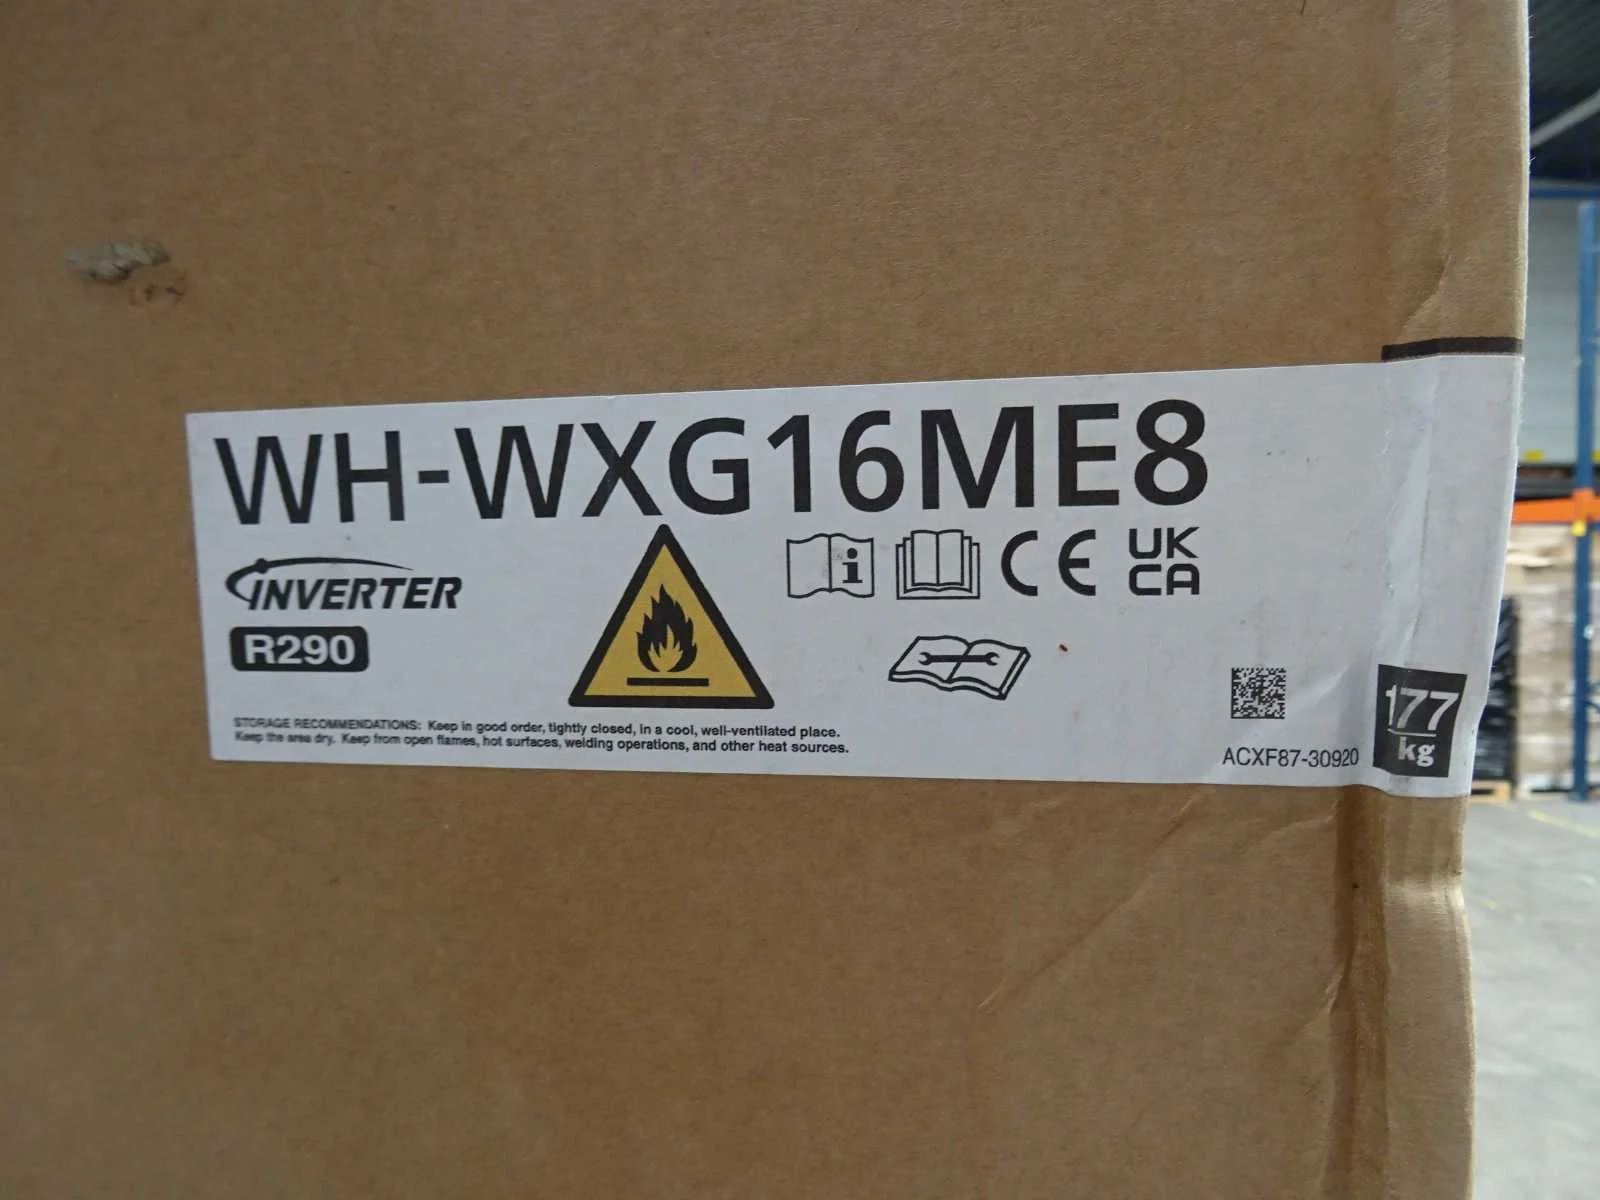 WH-WXG16ME8
INVERTER
R290
i
CE
UK
CA
STORAGE RECOMMENDATIONS: Keep in good order, tightly closed, in a cool, well-ventilated place.
Keep the area dry. Keep from open flames, hot surfaces, welding operations, and other heat sources.
ACXF87-30920
177
kg